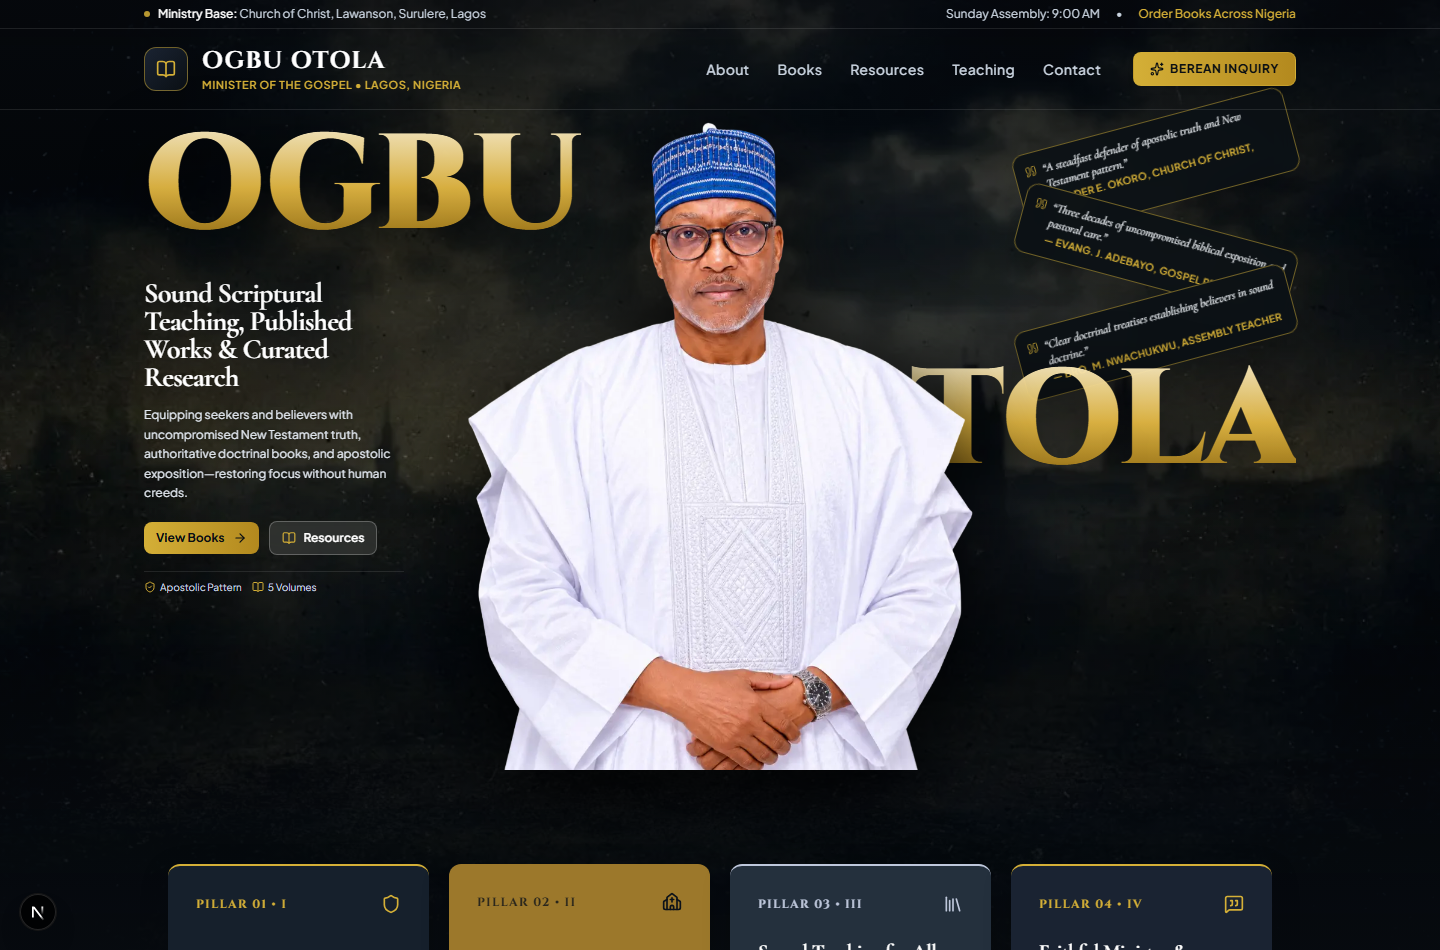 Ministry Base: Church of Christ, Lawanson, Surulere, Lagos
Sunday Assembly: 9:00 AM • Order Books Across Nigeria
OGBU OTOLA
MINISTER OF THE GOSPEL • LAGOS, NIGERIA
About
Books
Resources
Teaching
Contact
BEREAN INQUIRY
OGBU
"A steadfast defender of apostolic truth and New
Testament pattern."
DER E. OKORO, CHURCH OF CHRIST,
"Three decades of uncompromised biblical exposition
pastoral care."
— EVANG. J. ADEBAYO, GOSPEL
"Clear doctrinal treatises establishing believers in sound
doctrine."
M. NWACHUKWU, ASSEMBLY TEACHER
TOLA
Sound Scriptural
Teaching, Published
Works & Curated
Research
Equipping seekers and believers with
uncompromised New Testament truth,
authoritative doctrinal books, and apostolic
exposition—restoring focus without human
creeds.
View Books →
Resources
Apostolic Pattern
5 Volumes
PILLAR 01 • I
PILLAR 02 • II
PILLAR 03 • III
PILLAR 04 • IV
N